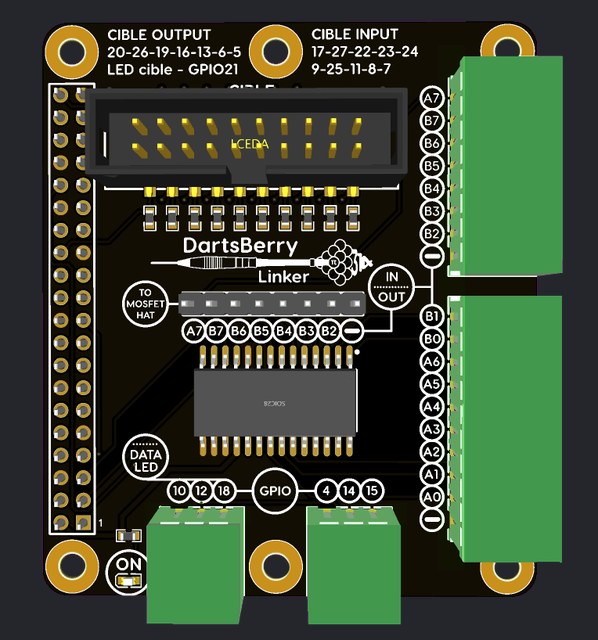 CIBLE OUTPUT
20-26-19-16-13-6-5
LED cible - GPIO21
CIBLE INPUT
17-27-22-23-24
9-25-11-8-7
CIBLE
LCEDA
A7
B7
B6
B5
B4
B3
B2
DartsBerry
Linker
TO
MOSFET
HAT
IN
OUT
A7 B7 B6 B5 B4 B3 B2
B1
B0
A6
A5
A4
A3
A2
A1
A0
DATA
LED
10 12 18 GPIO 4 14 15
1
ON